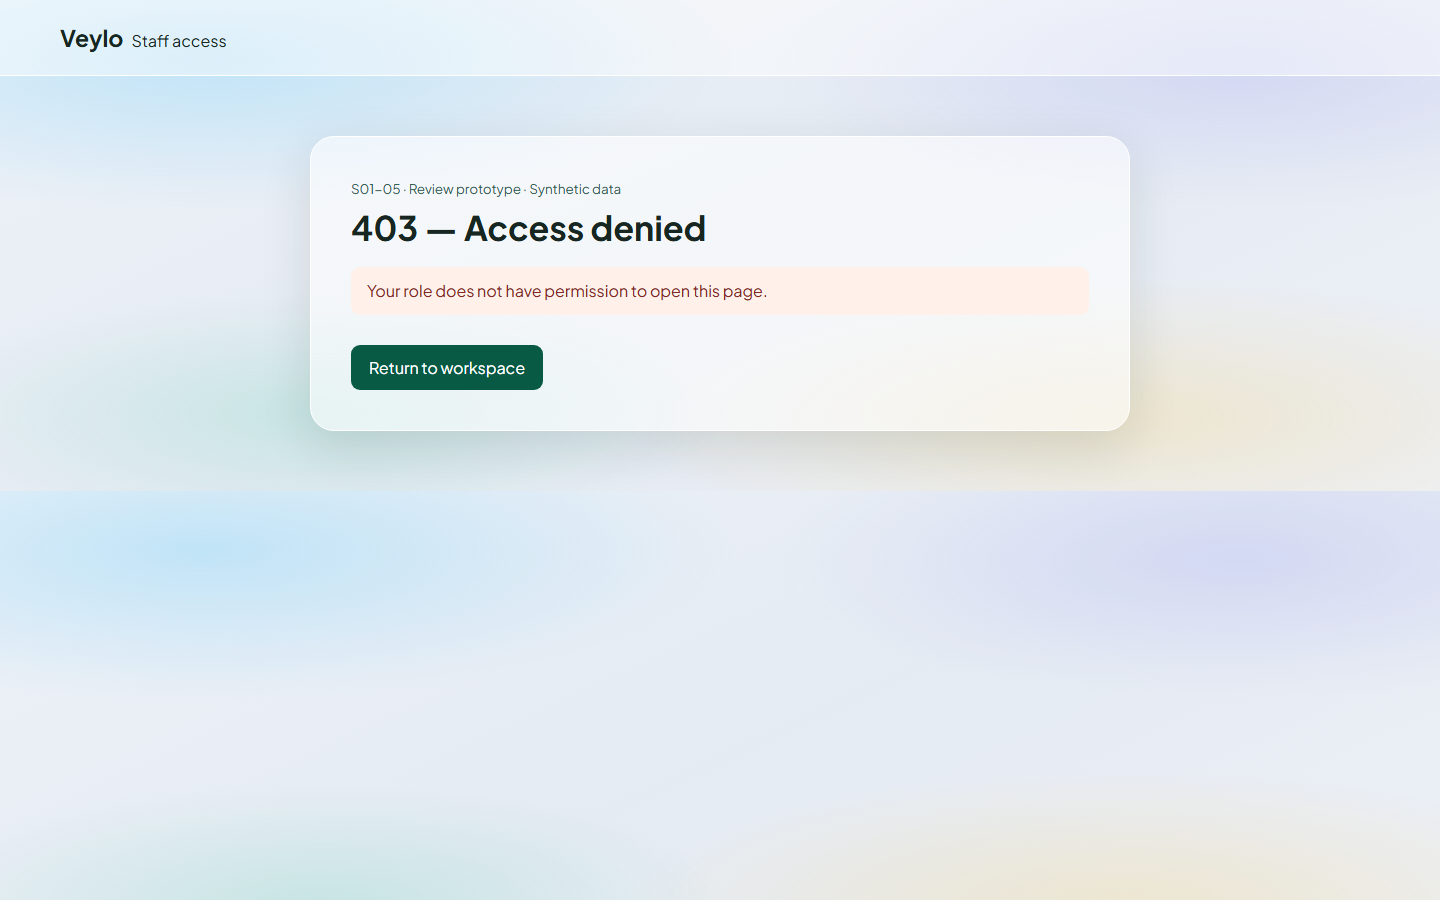 Veylo Staff access
S01–05 · Review prototype · Synthetic data
403 — Access denied
Your role does not have permission to open this page.
Return to workspace